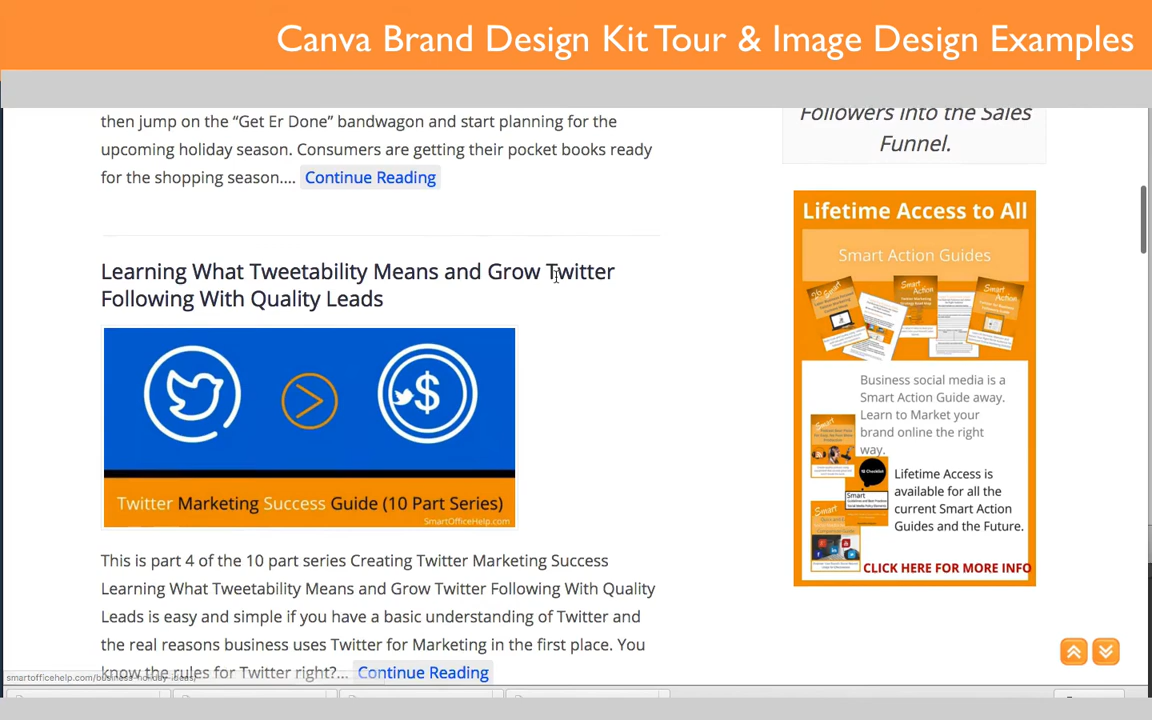 Canva Brand Design Kit Tour & Image Design Examples
then jump on the “Get Er Done” bandwagon and start planning for the
upcoming holiday season. Consumers are getting their pocket books ready
for the shopping season.... Continue Reading
Learning What Tweetability Means and Grow Twitter
Following With Quality Leads
$
Twitter Marketing Success Guide (10 Part Series)
SmartOfficeHelp.com
This is part 4 of the 10 part series Creating Twitter Marketing Success
Learning What Tweetability Means and Grow Twitter Following With Quality
Leads is easy and simple if you have a basic understanding of Twitter and
the real reasons business uses Twitter for Marketing in the first place. You
know the rules for Twitter right?... Continue Reading
smartofficehelp.com/business-holiday-ideas/
Followers into the Sales
Funnel.
Lifetime Access to All
Smart Action Guides
Business social media is a
Smart Action Guide away.
Learn to Market your
brand online the right
way.
Lifetime Access is
available for all the
current Smart Action
Guides and the Future.
CLICK HERE FOR MORE INFO